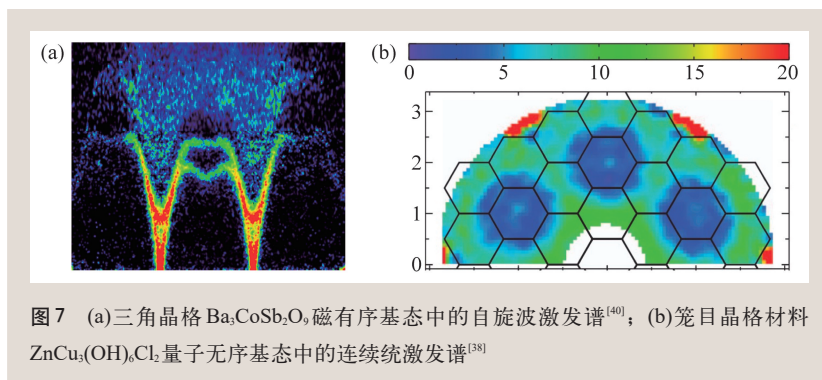 (a)
(b)
0 5 10 15 20
3
2
1
0
图7 (a)三角晶格Ba₃CoSb₂O₉磁有序基态中的自旋波激发谱[40]；(b)笼目晶格材料
ZnCu₃(OH)₆Cl₂量子无序基态中的连续统激发谱[38]